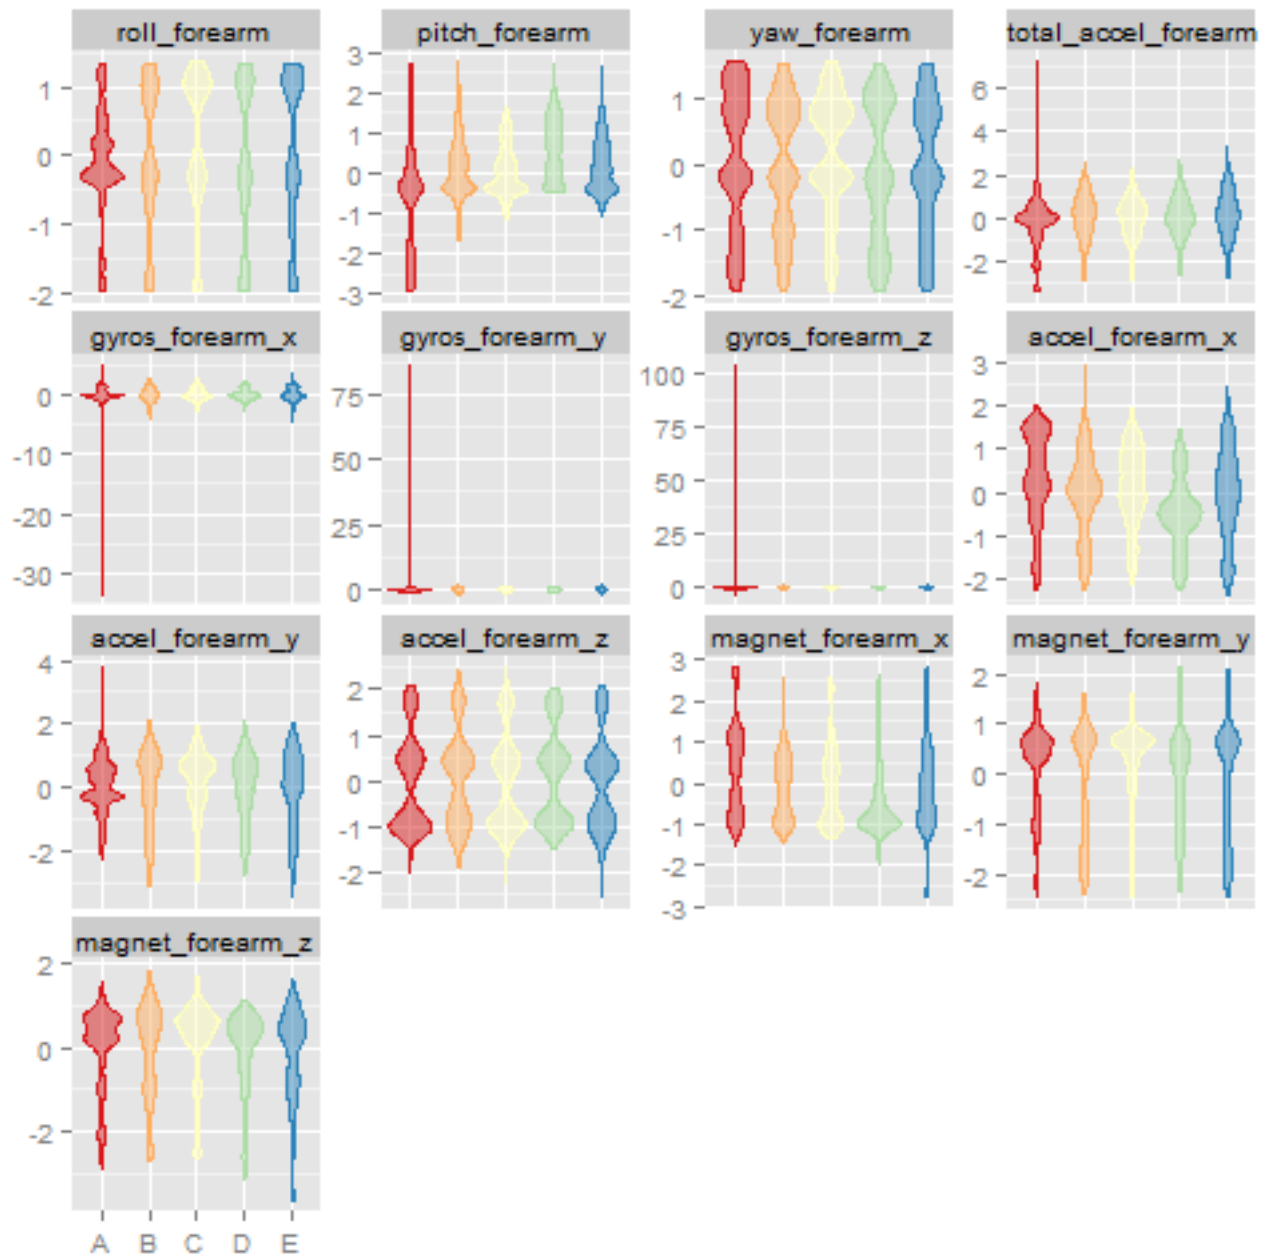 roll_forearm pitch_forearm yaw_forearm total_accel_forearm
1 3 1 6
0 2 0 4
-1 1 -1 2
-2 0 -2 0
-1 -2
-2
-3
gyros_forearm_x gyros_forearm_y gyros_forearm_z accel_forearm_x
0 75 100 3
-10 50 75 2
-20 25 50 1
-30 0 25 0
0 -1
-2
accel_forearm_y accel_forearm_z magnet_forearm_x magnet_forearm_y
4 2 3 2
2 1 2 1
0 0 1 0
-2 -1 0 -1
-2 -1 -2
-2
-3
magnet_forearm_z
2
0
-2
A B C D E